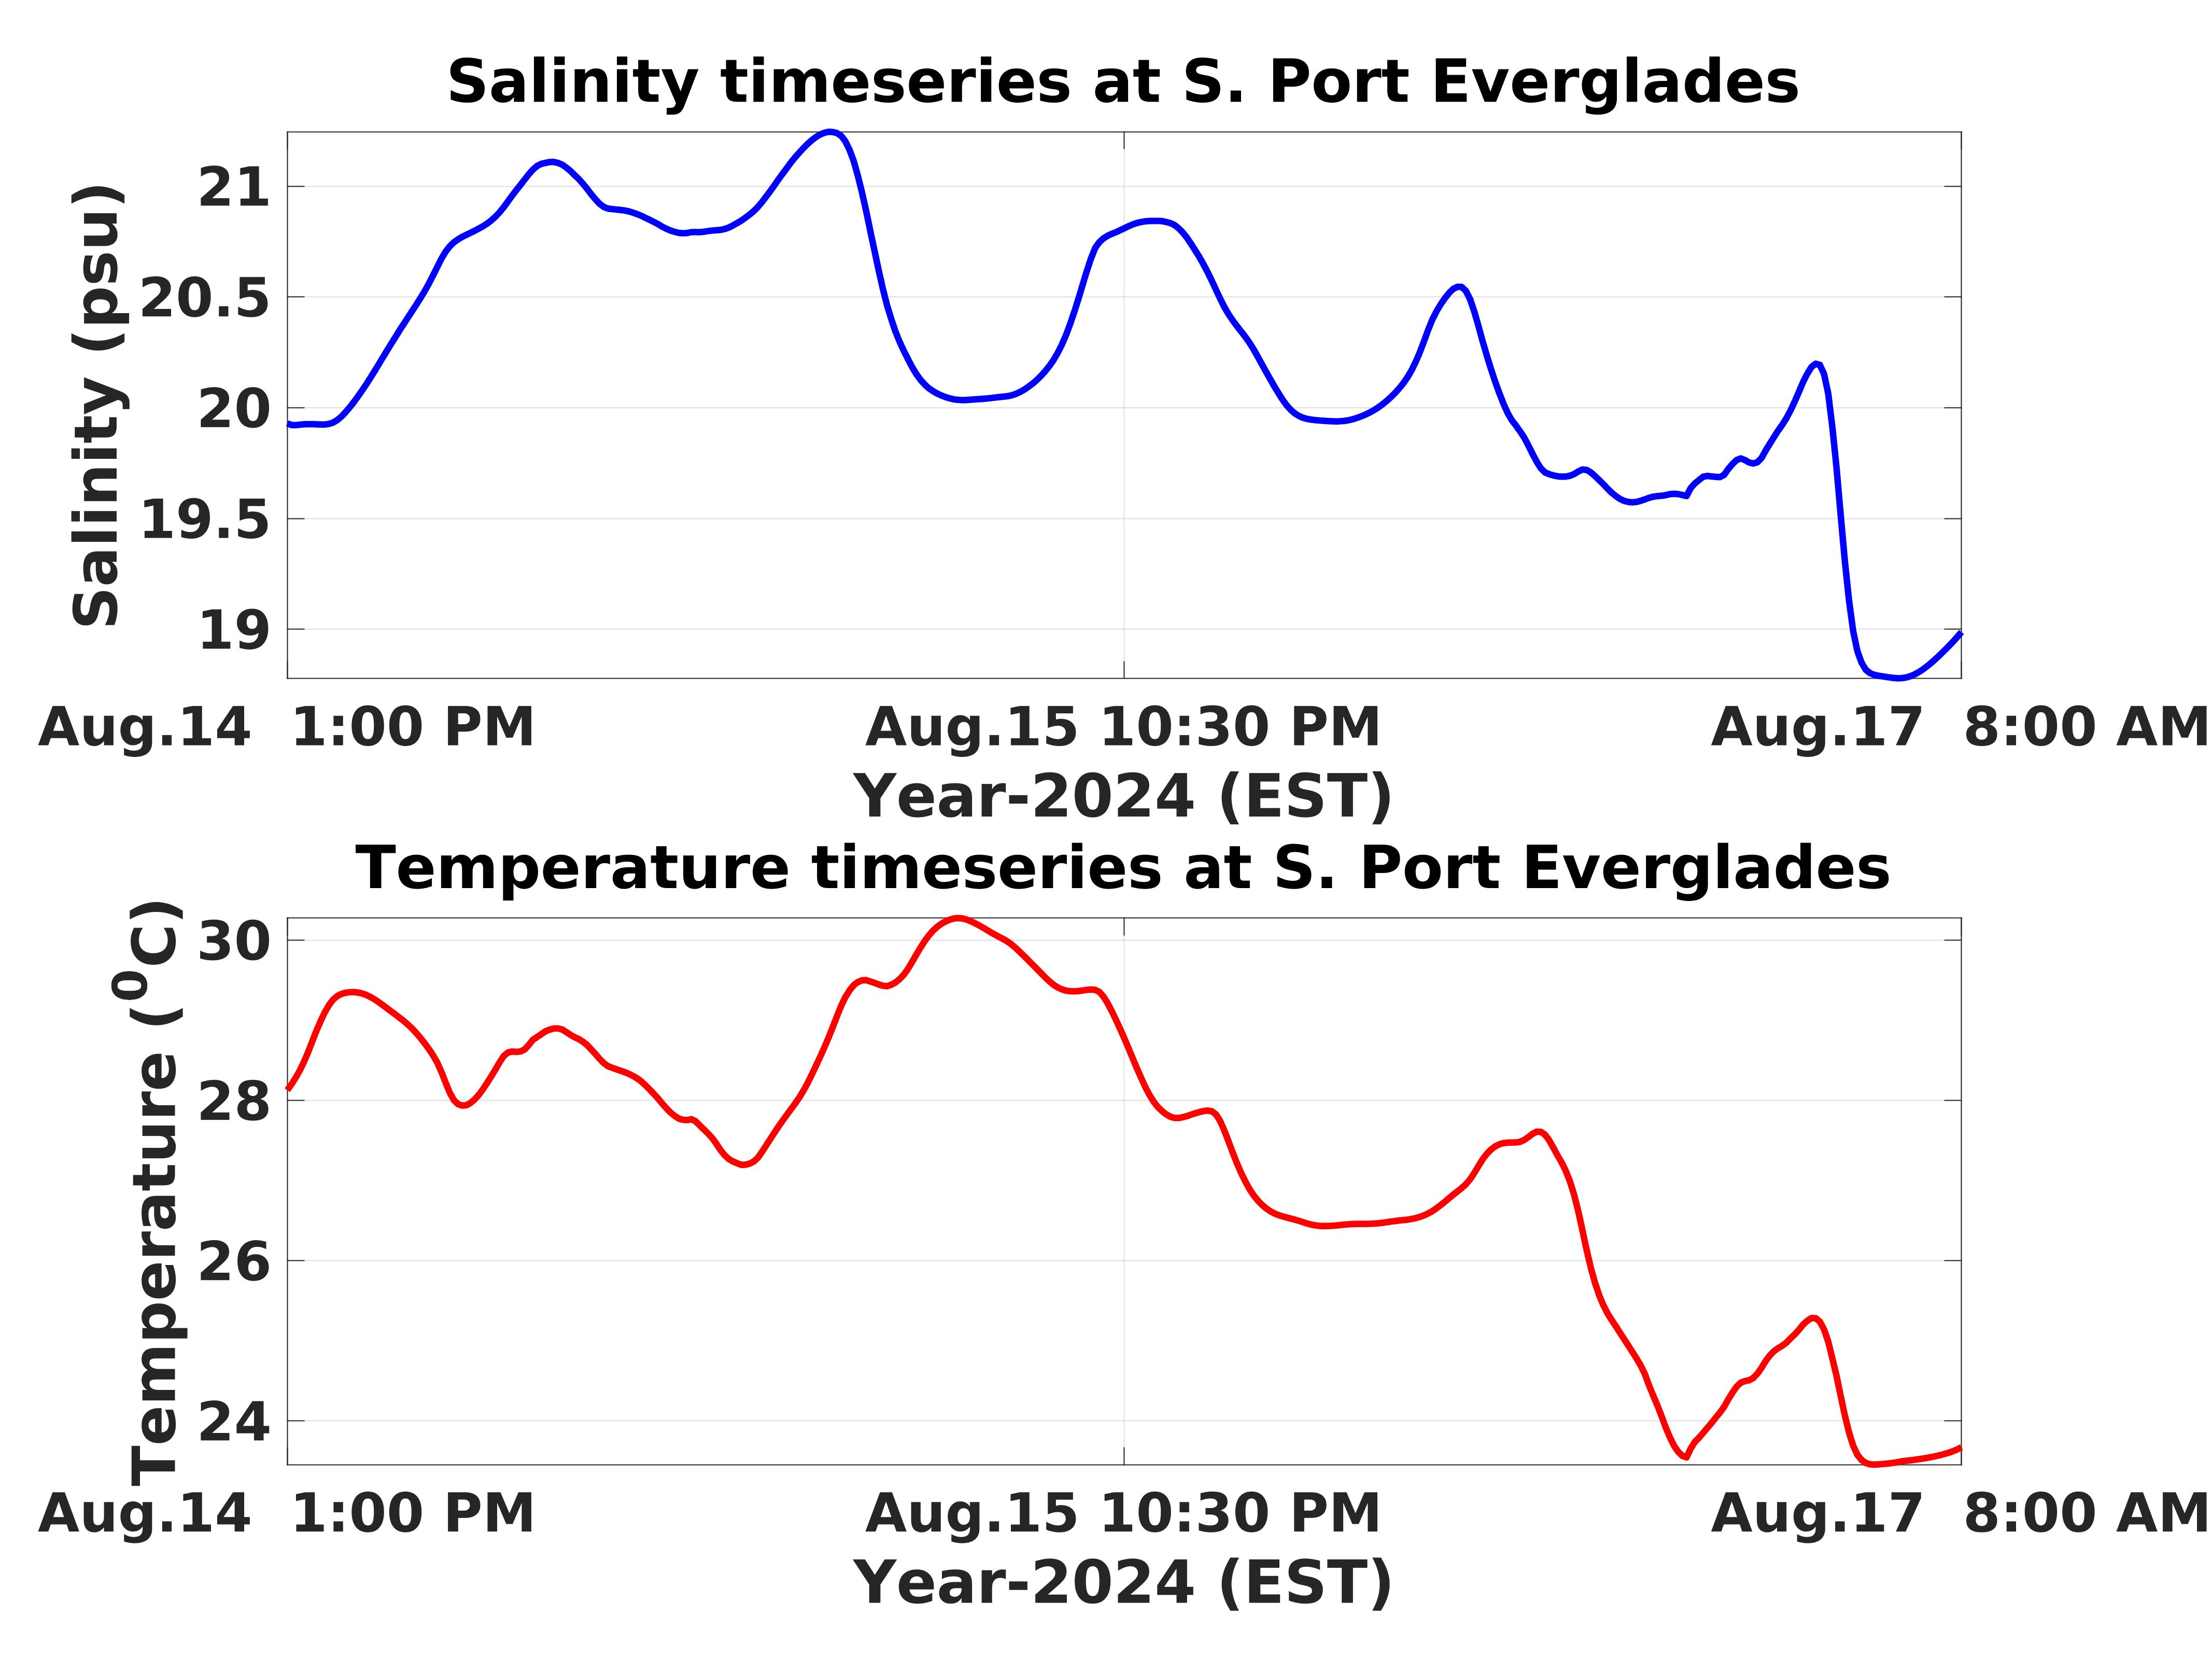 Salinity timeseries at S. Port Everglades
Salinity (psu)
21
20.5
20
19.5
19
Aug.14  1:00 PM
Aug.15 10:30 PM
Aug.17  8:00 AM
Year-2024 (EST)
Temperature timeseries at S. Port Everglades
Temperature (⁰C)
30
28
26
24
Aug.14  1:00 PM
Aug.15 10:30 PM
Aug.17  8:00 AM
Year-2024 (EST)